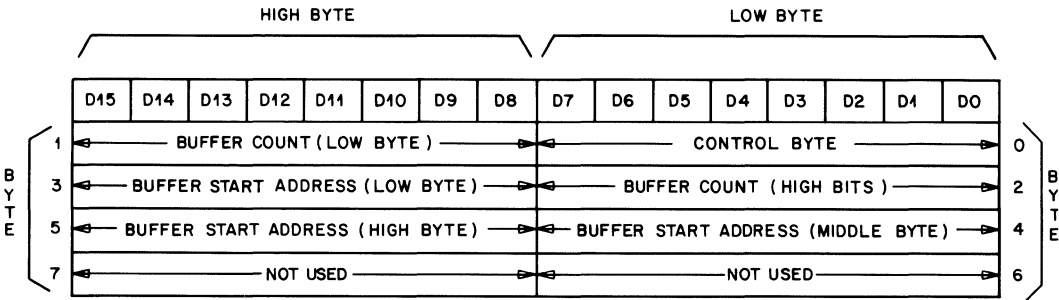 HIGH BYTE LOW BYTE
D15 D14 D13 D12 D11 D10 D9 D8 D7 D6 D5 D4 D3 D2 D1 D0
1 BUFFER COUNT (LOW BYTE) CONTROL BYTE 0
3 BUFFER START ADDRESS (LOW BYTE) BUFFER COUNT (HIGH BITS) 2
BYTE BYTE
5 BUFFER START ADDRESS (HIGH BYTE) BUFFER START ADDRESS (MIDDLE BYTE) 4
7 NOT USED NOT USED 6